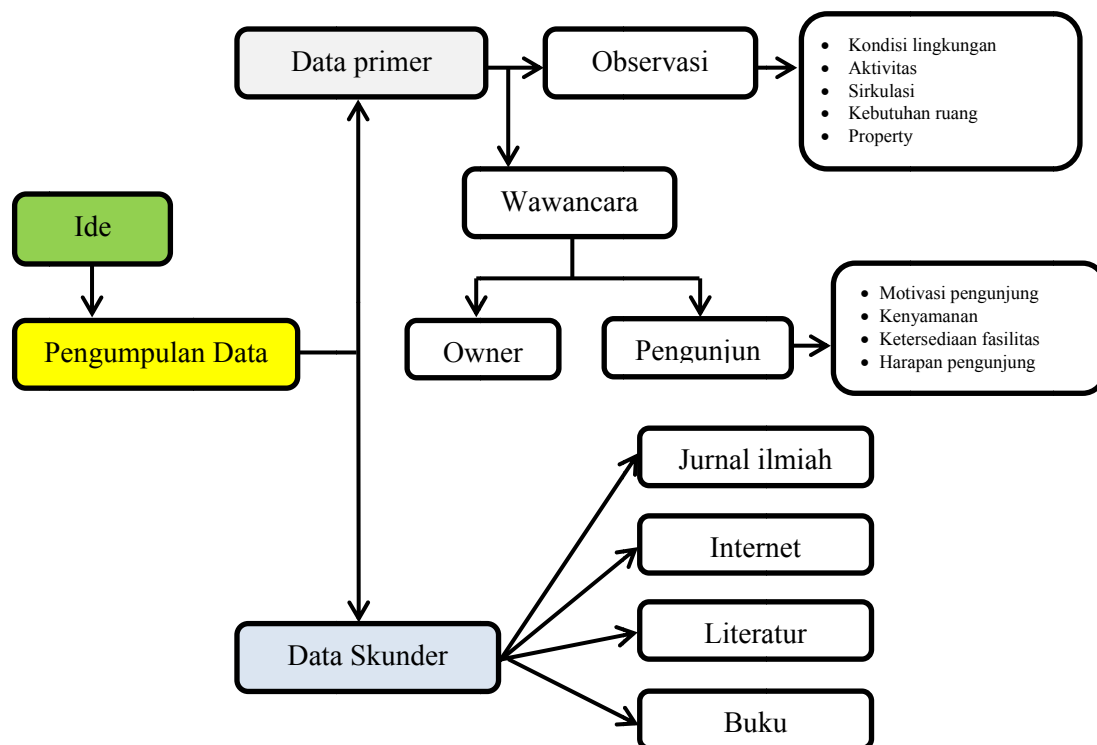 Data primer
Observasi
• Kondisi lingkungan
• Aktivitas
• Sirkulasi
• Kebutuhan ruang
• Property
Wawancara
Ide
Pengumpulan Data
Owner
Pengunjun
• Motivasi pengunjung
• Kenyamanan
• Ketersediaan fasilitas
• Harapan pengunjung
Jurnal ilmiah
Internet
Literatur
Data Skunder
Buku